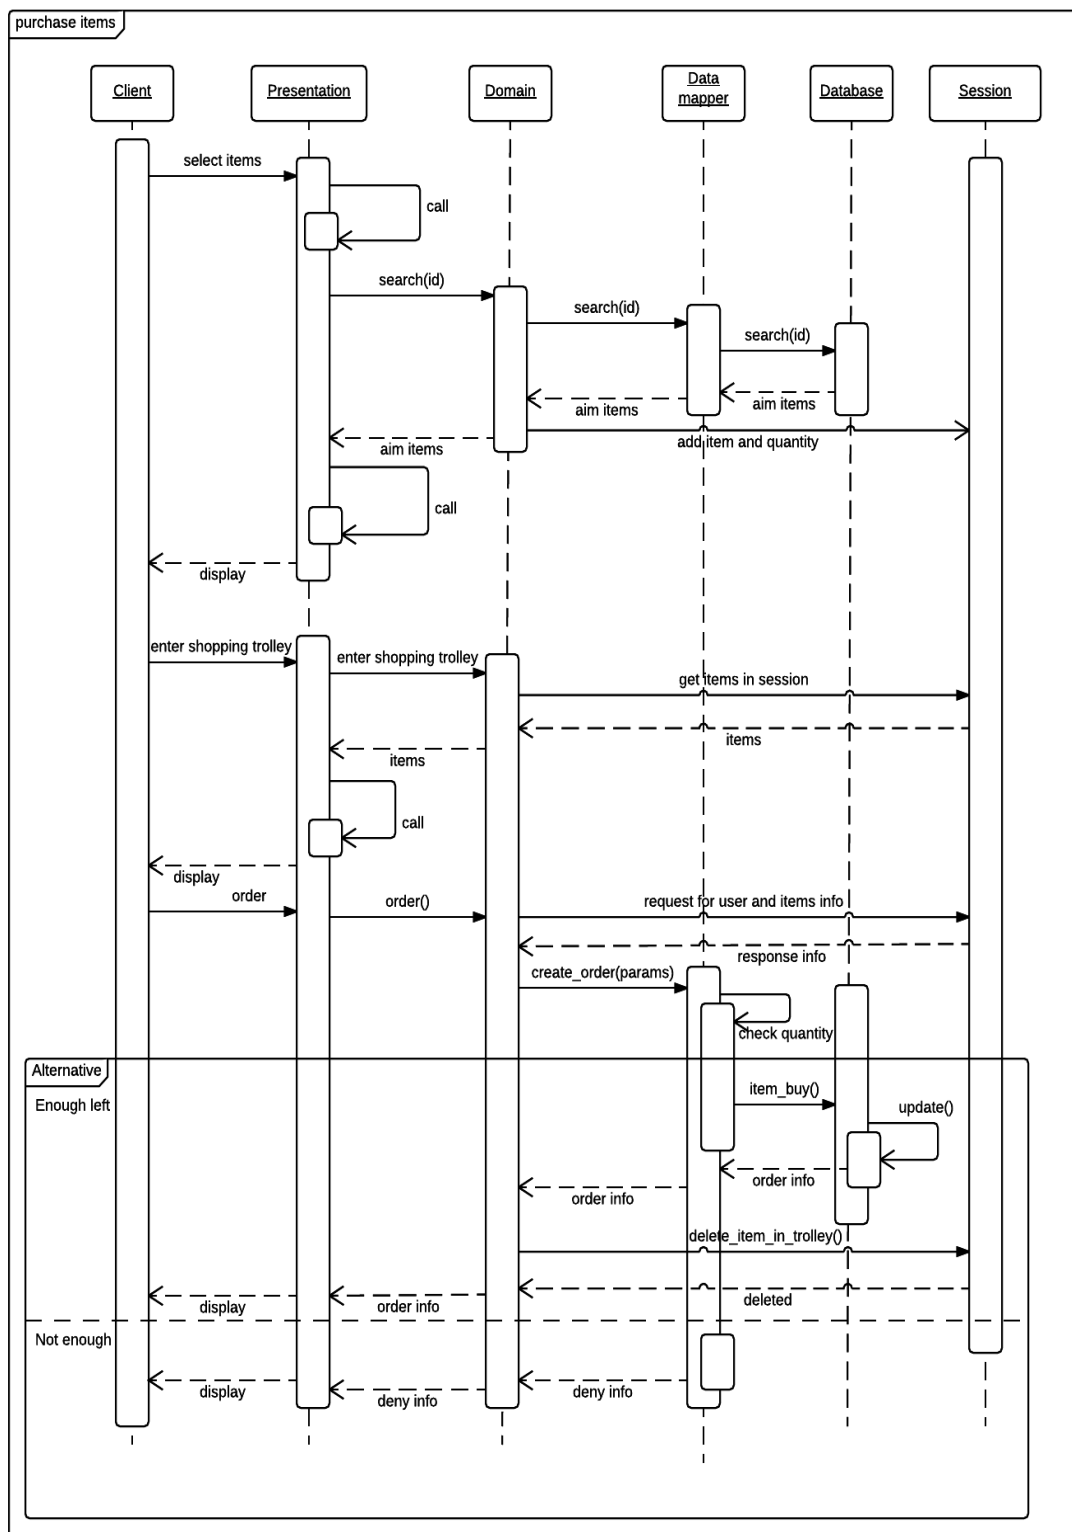 purchase items
Client
Presentation
Domain
Data
mapper
Database
Session
select items
call
search(id)
search(id)
search(id)
aim items
aim items
aim items
add item and quantity
call
display
enter shopping trolley
enter shopping trolley
get items in session
items
items
call
display
order
order()
request for user and items info
response info
create_order(params)
check quantity
Alternative
Enough left
item_buy()
update()
order info
order info
delete_item_in_trolley()
deleted
order info
display
Not enough
deny info
deny info
display